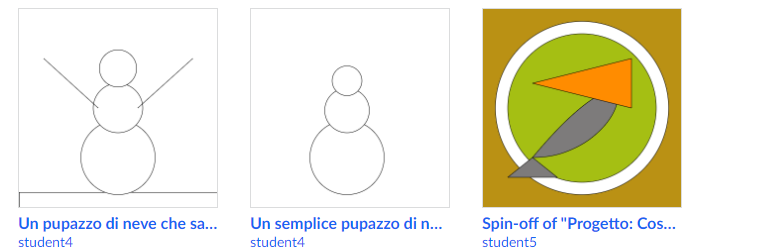 Un pupazzo di neve che sa...
student4
Un semplice pupazzo di n...
student4
Spin-off of "Progetto: Cos...
student5